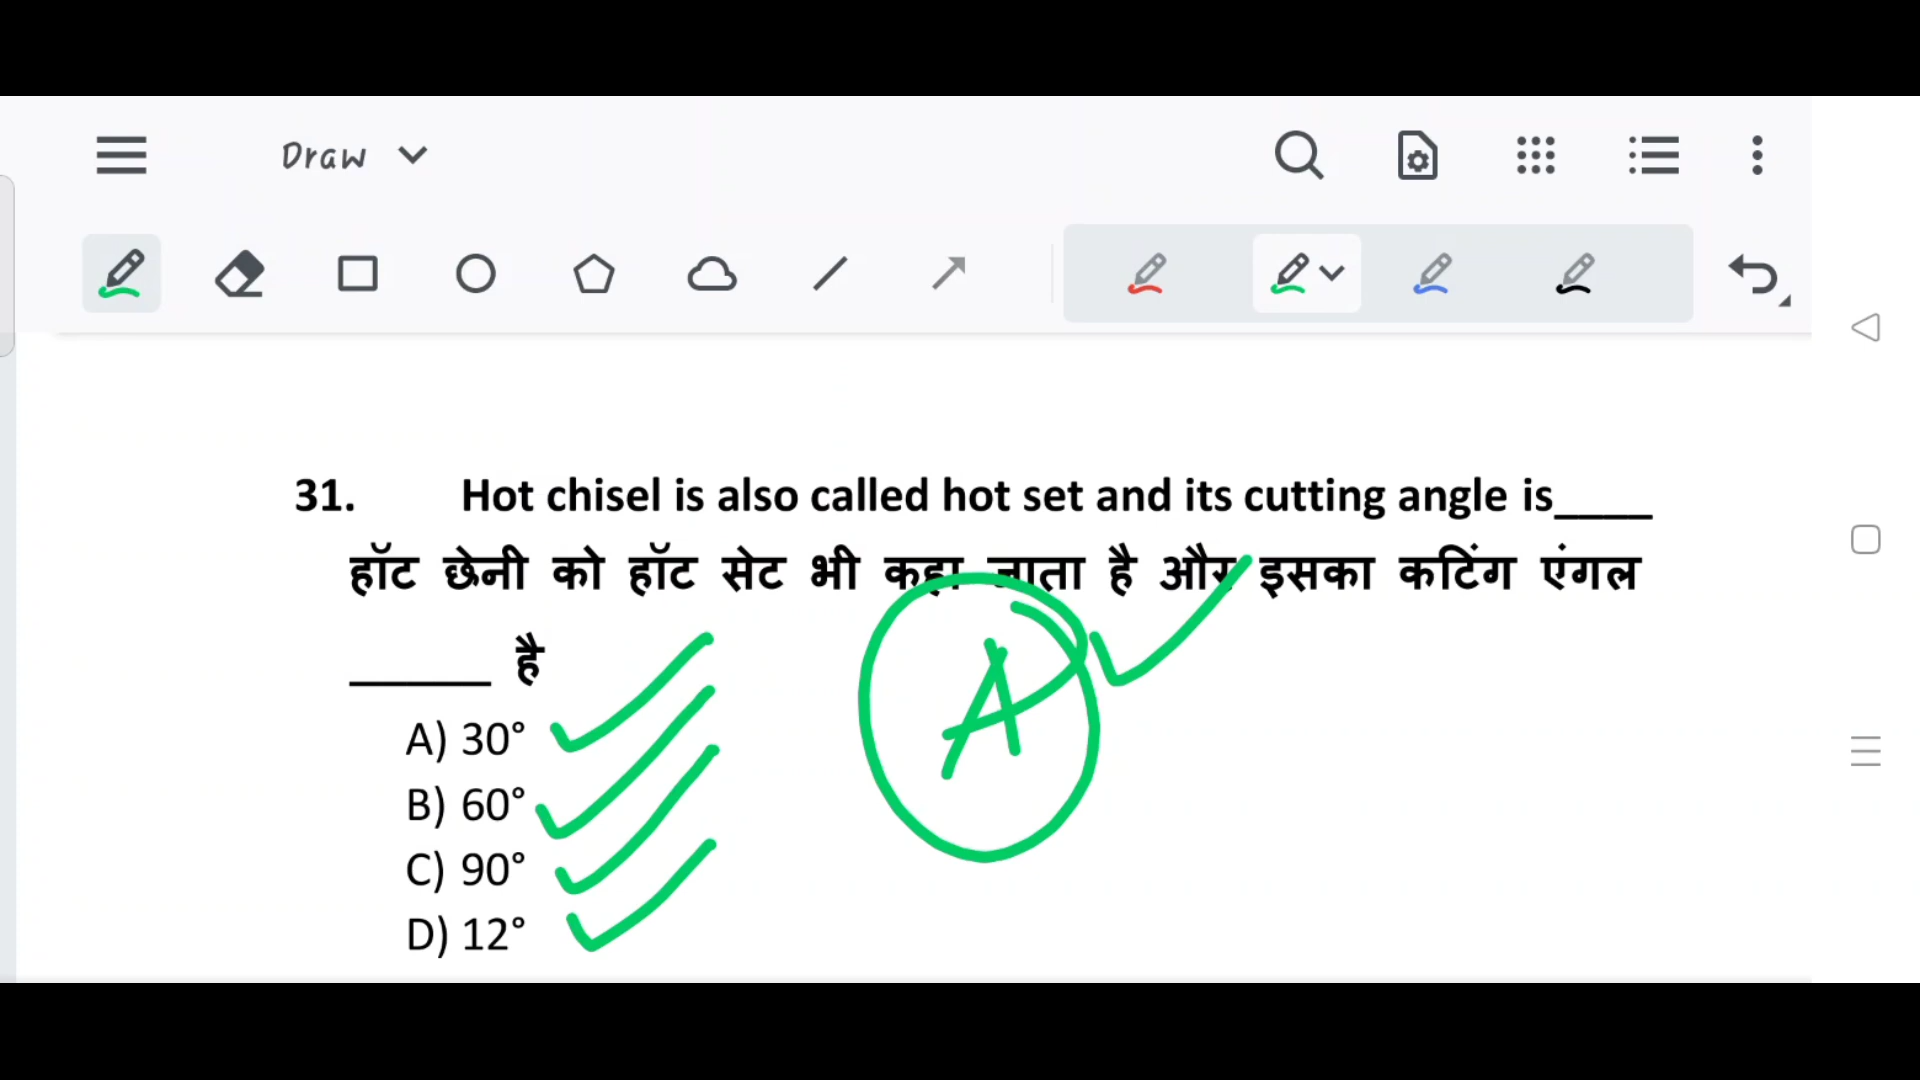 Draw
31. Hot chisel is also called hot set and its cutting angle is____
हॉट छेनी को हॉट सेट भी कहा जाता है और इसका कटिंग एंगल
______ है
A) 30°
B) 60°
C) 90°
D) 12°
A